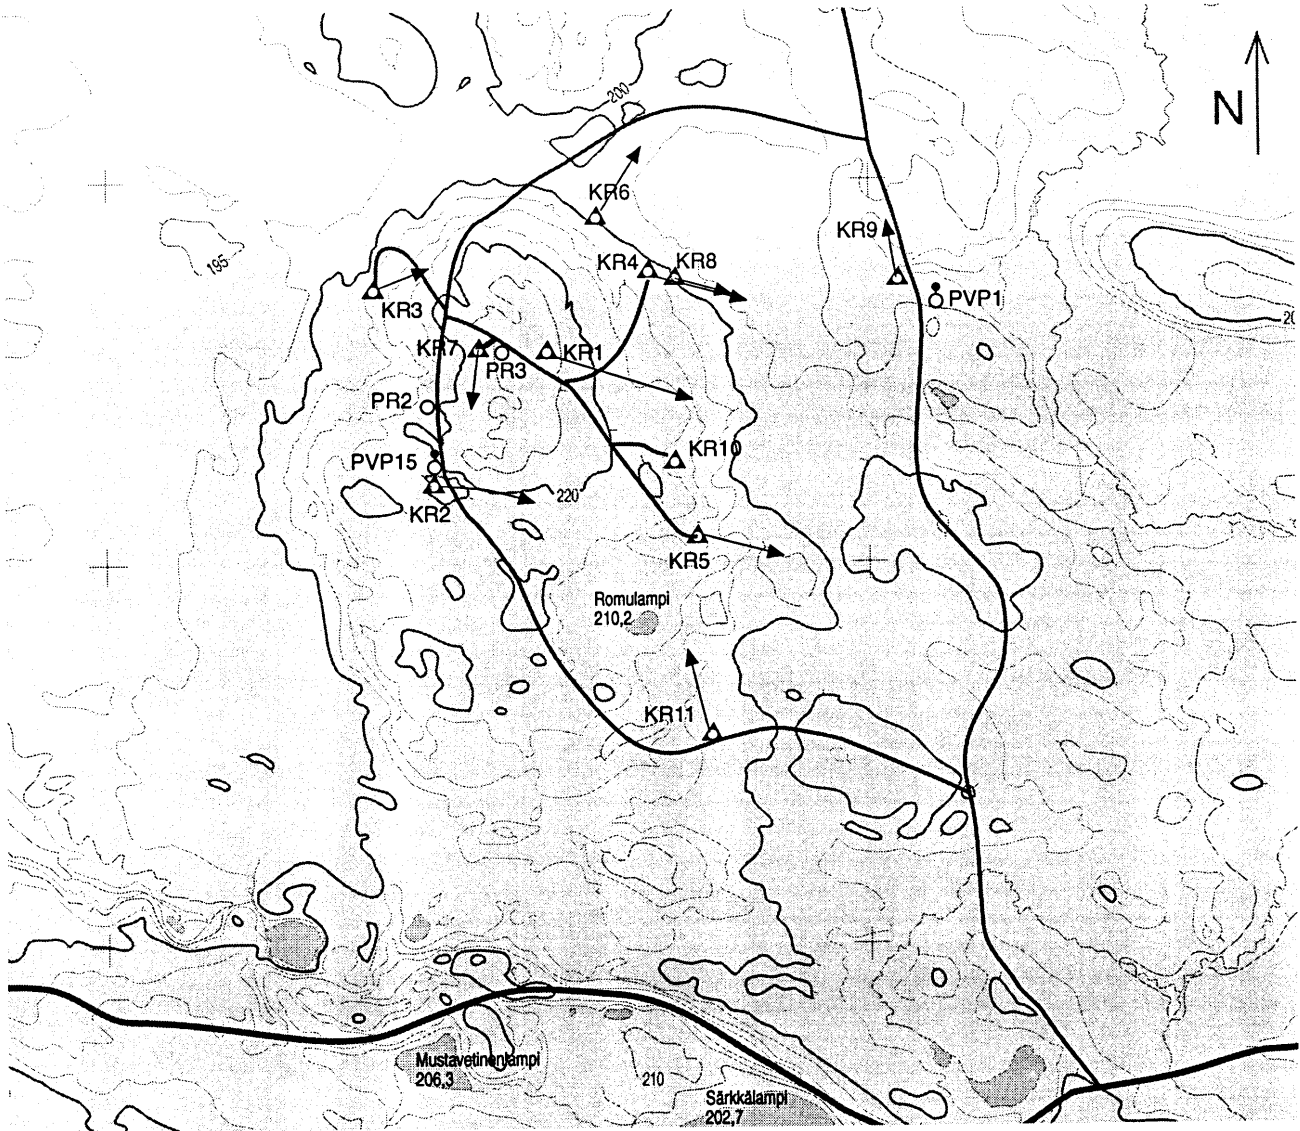 200
N
KR6
KR9
195
KR4
KR8
KR3
PVP1
20
KR7
KR1
PR3
PR2
KR10
PVP15
220
KR2
KR5
Romulampi
210,2
KR11
Mustavetinenlampi
206,3
210
Särkkälampi
202,7